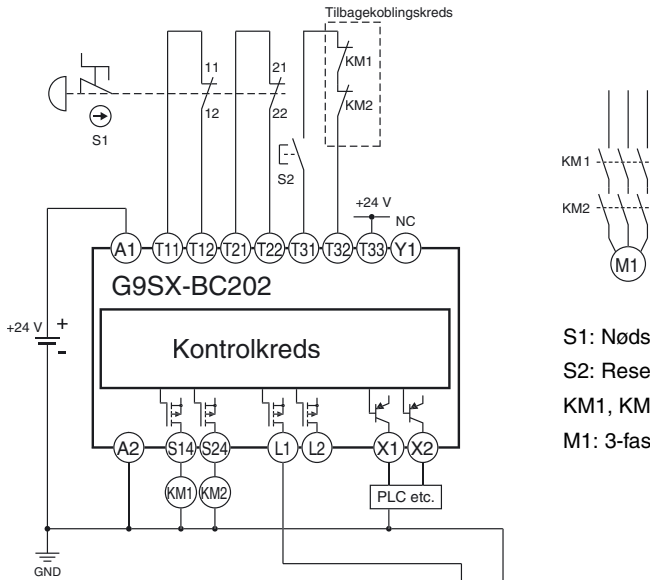 Tilbagekoblingskreds
11
21
KM1
12
22
KM2
S1
S2
KM1
KM2
+24 V
NC
A1
T11
T12
T21
T22
T31
T32
T33
Y1
M1
G9SX-BC202
+24 V
+
-
Kontrolkreds
S1: Nøds
S2: Rese
KM1, KM
M1: 3-fas
A2
S14
S24
L1
L2
X1
X2
KM1
KM2
PLC etc.
GND